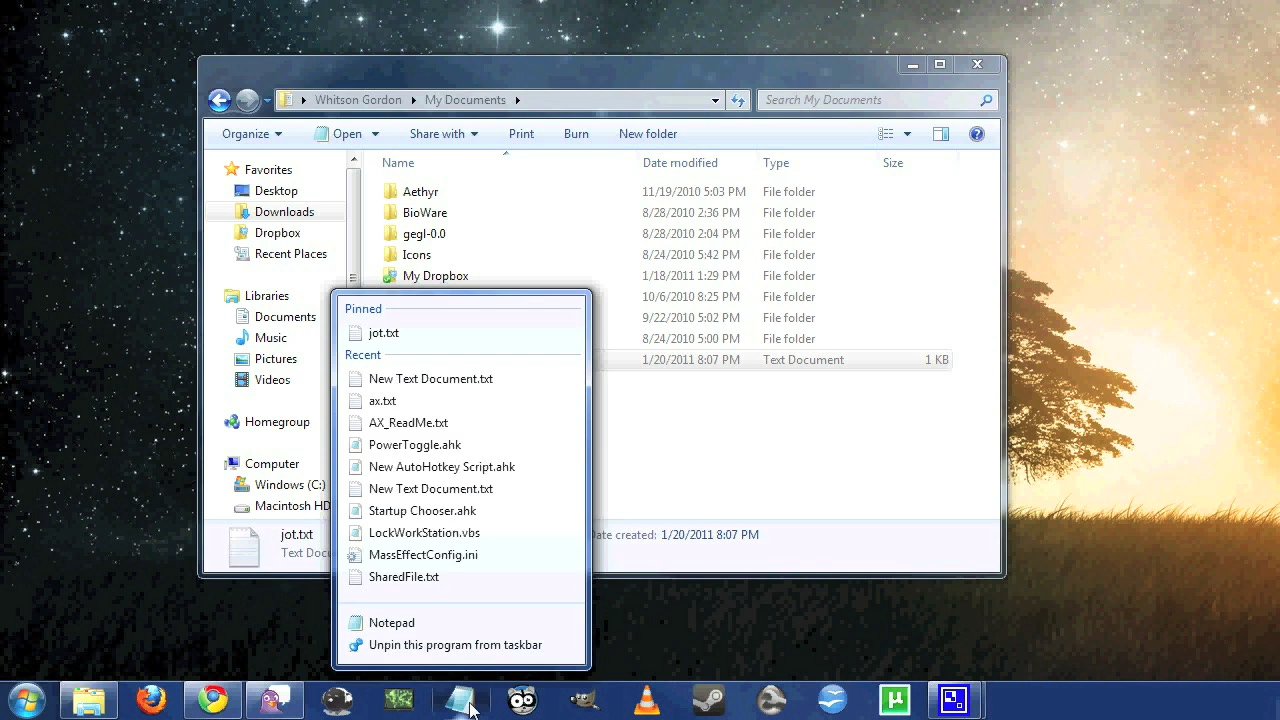 Whitson Gordon
My Documents
Search My Documents
Organize
Open
Share with
Print
Burn
New folder
Name
Date modified
Type
Size
Favorites
Desktop
Downloads
Dropbox
Recent Places
Libraries
Documents
Music
Pictures
Videos
Homegroup
Computer
Windows (C:)
Macintosh HD
Aethyr 11/19/2010 5:03 PM File folder
BioWare 8/28/2010 2:36 PM File folder
gegl-0.0 8/28/2010 2:04 PM File folder
Icons 8/24/2010 5:42 PM File folder
My Dropbox 1/18/2011 1:29 PM File folder
10/6/2010 8:25 PM File folder
9/22/2010 5:02 PM File folder
8/24/2010 5:00 PM File folder
1/20/2011 8:07 PM Text Document 1 KB
Pinned
jot.txt
Recent
New Text Document.txt
ax.txt
AX_ReadMe.txt
PowerToggle.ahk
New AutoHotkey Script.ahk
New Text Document.txt
Startup Chooser.ahk
LockWorkStation.vbs
MassEffectConfig.ini
SharedFile.txt
Notepad
Unpin this program from taskbar
jot.txt
Text Docu
Date created: 1/20/2011 8:07 PM
µ